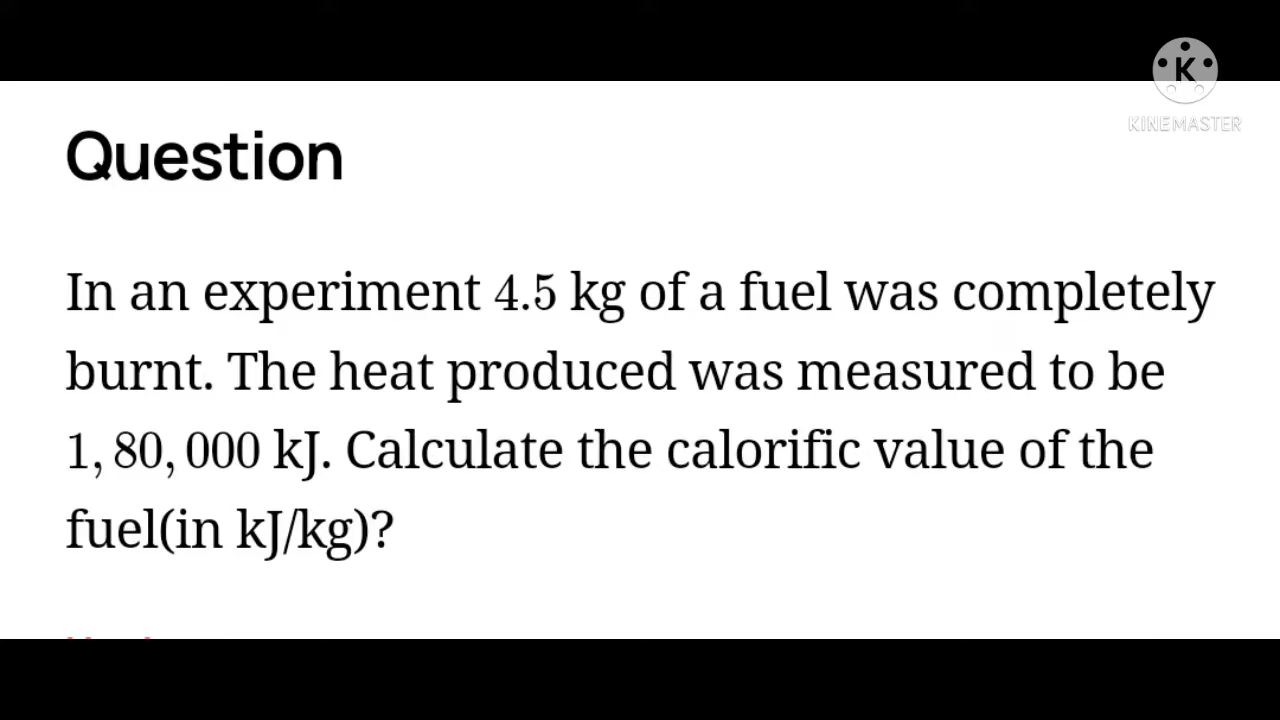 K
KINEMASTER
Question
In an experiment 4.5 kg of a fuel was completely
burnt. The heat produced was measured to be
1, 80, 000 kJ. Calculate the calorific value of the
fuel(in kJ/kg)?